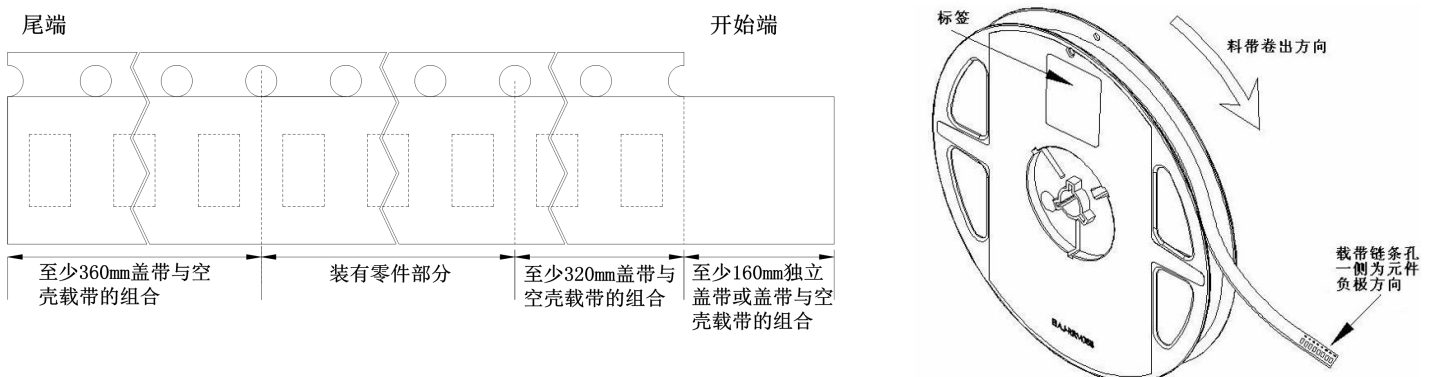 尾端
开始端
至少360mm盖带与空
壳载带的组合
装有零件部分
至少320mm盖带与
空壳载带的组合
至少160mm独立
盖带或盖带与空
壳载带的组合
标签
料带卷出方向
载带链条孔
一侧为元件
负极方向